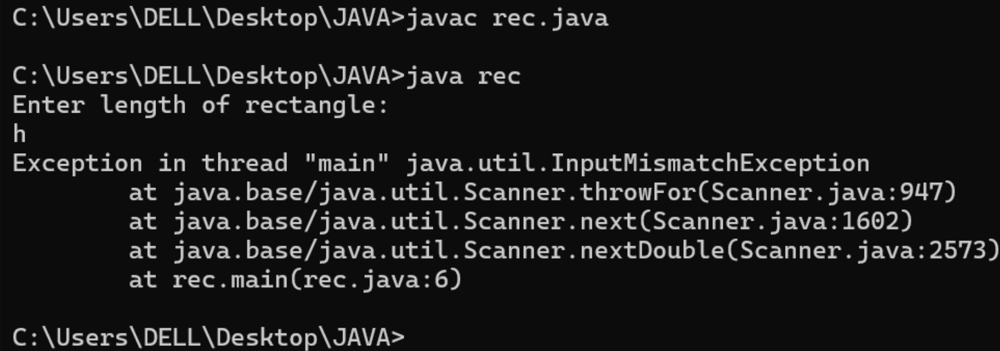 C:\Users\DELL\Desktop\JAVA>javac rec.java
C:\Users\DELL\Desktop\JAVA>java rec
Enter length of rectangle:
h
Exception in thread "main" java.util.InputMismatchException
at java.base/java.util.Scanner.throwFor(Scanner.java:947)
at java.base/java.util.Scanner.next(Scanner.java:1602)
at java.base/java.util.Scanner.nextDouble(Scanner.java:2573)
at rec.main(rec.java:6)
C:\Users\DELL\Desktop\JAVA>